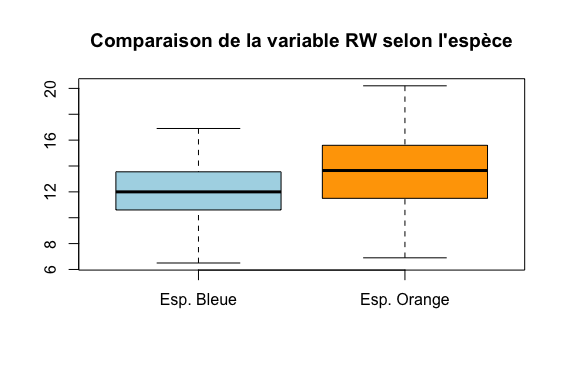 Comparaison de la variable RW selon l'espèce
20
16
12
8
6
Esp. Bleue
Esp. Orange